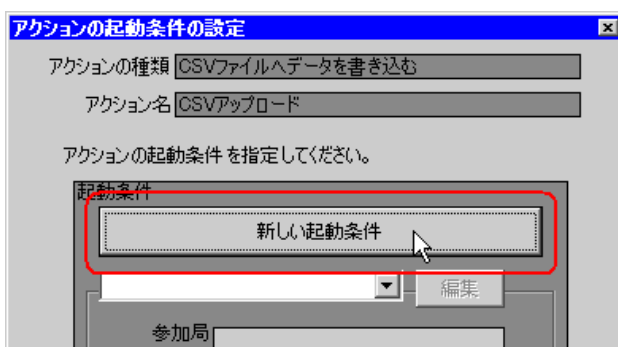 アクションの起動条件の設定
アクションの種類 CSVファイルへデータを書き込む
アクション名 CSVアップロード
アクションの起動条件を指定してください。
起動条件
新しい起動条件
編集
参加局